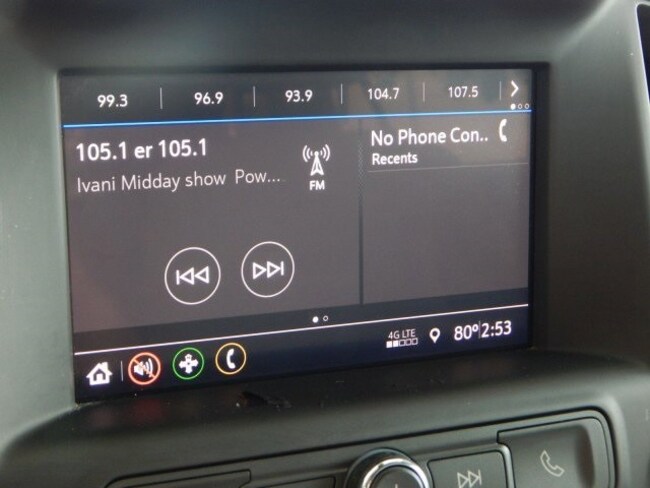 99.3 96.9 93.9 104.7 107.5
105.1 er 105.1
Ivani Midday show Pow...
FM
No Phone Con..
Recents
4G LTE
80° 2:53